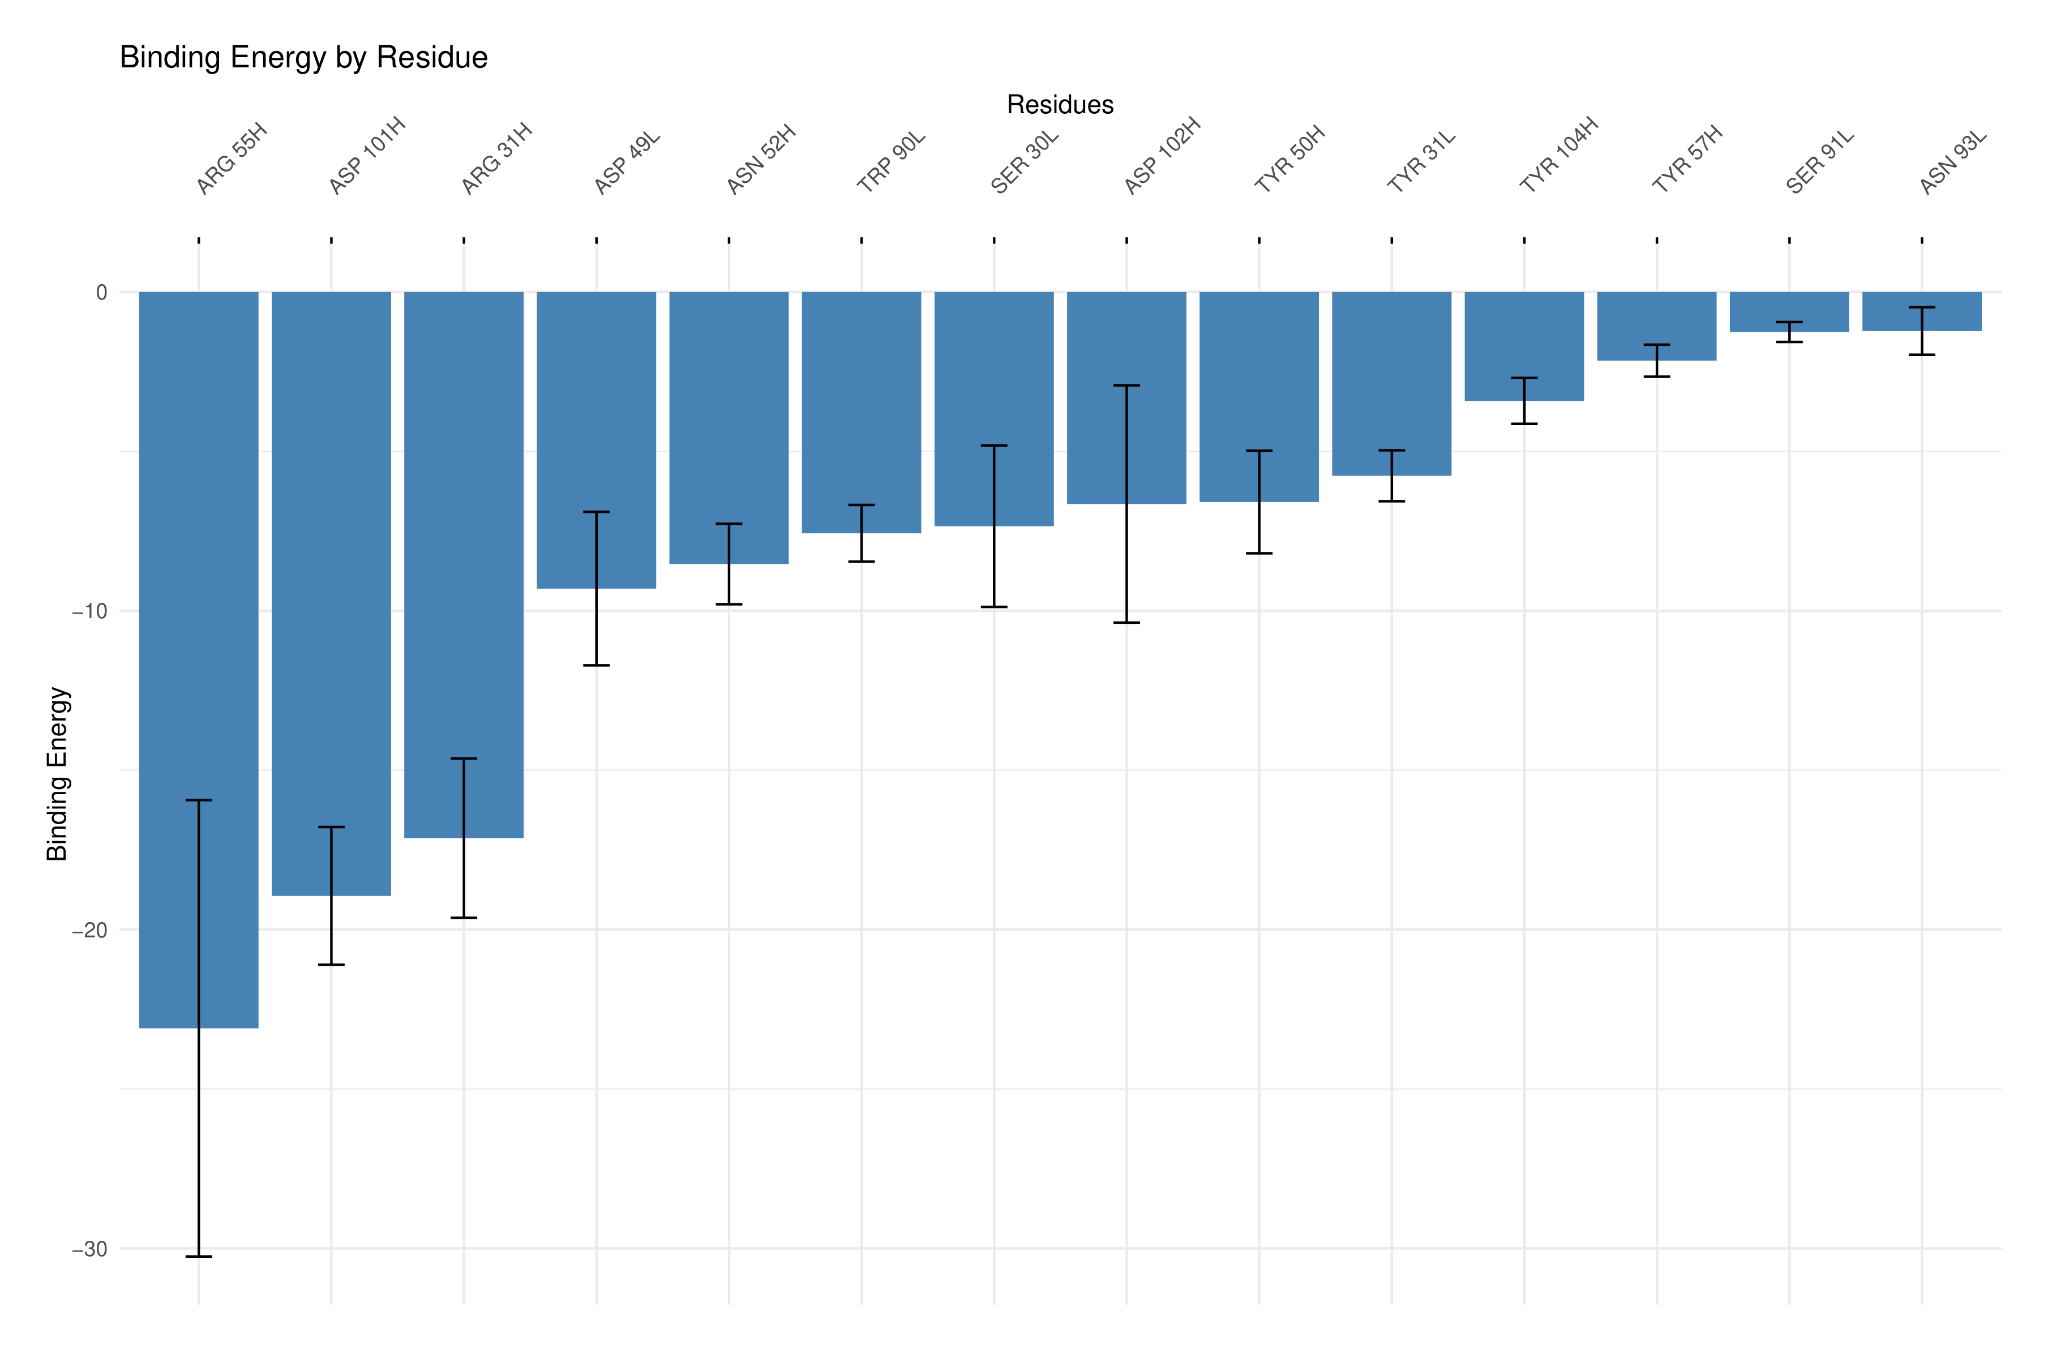 Binding Energy by Residue
Residues
ARG 55H
ASP 101H
ARG 31H
ASP 49L
ASN 52H
TRP 90L
SER 30L
ASP 102H
TYR 50H
TYR 31L
TYR 104H
TYR 57H
SER 91L
ASN 93L
0
−10
−20
−30
Binding Energy